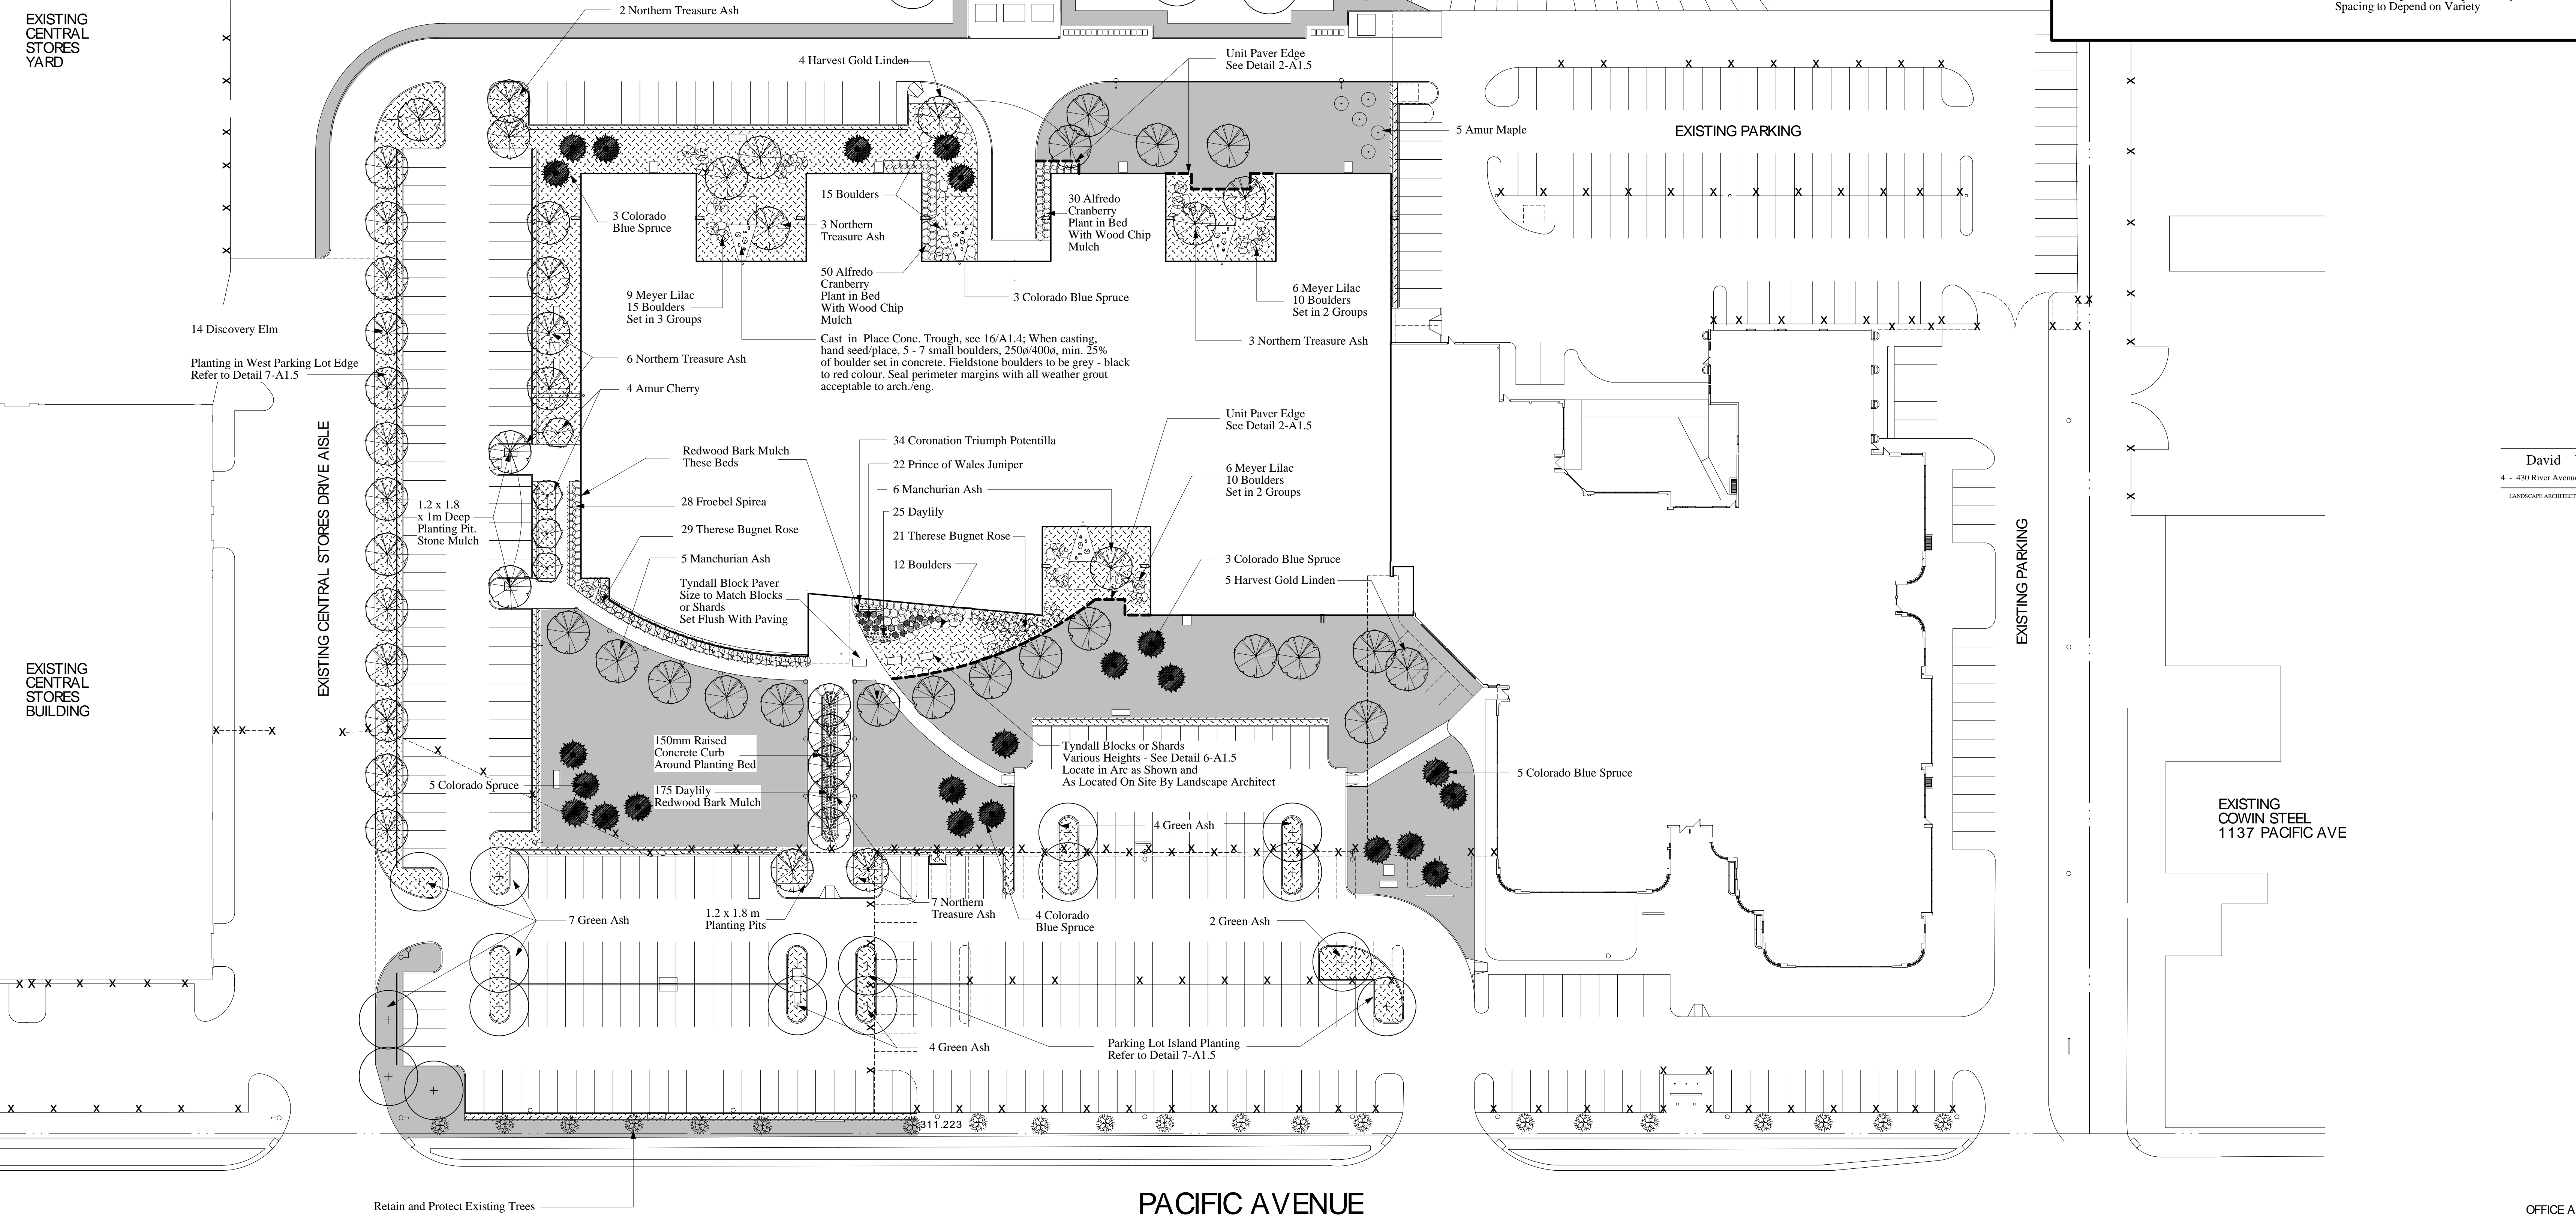 EXISTING
CENTRAL
STORES
YARD
2 Northern Treasure Ash
Spacing to Depend on Variety
4 Harvest Gold Linden
Unit Paver Edge
See Detail 2-A1.5
5 Amur Maple
EXISTING PARKING
3 Colorado
Blue Spruce
15 Boulders
3 Northern
Treasure Ash
30 Alfredo
Cranberry
Plant in Bed
With Wood Chip
Mulch
50 Alfredo
Cranberry
Plant in Bed
With Wood Chip
Mulch
9 Meyer Lilac
15 Boulders
Set in 3 Groups
3 Colorado Blue Spruce
6 Meyer Lilac
10 Boulders
Set in 2 Groups
14 Discovery Elm
Cast in Place Conc. Trough, see 16/A1.4; When casting,
hand seed/place, 5 - 7 small boulders, 250ø/400ø, min. 25%
of boulder set in concrete. Fieldstone boulders to be grey - black
to red colour. Seal perimeter margins with all weather grout
acceptable to arch./eng.
3 Northern Treasure Ash
6 Northern Treasure Ash
Planting in West Parking Lot Edge
Refer to Detail 7-A1.5
4 Amur Cherry
Unit Paver Edge
See Detail 2-A1.5
34 Coronation Triumph Potentilla
Redwood Bark Mulch
These Beds
22 Prince of Wales Juniper
6 Meyer Lilac
10 Boulders
Set in 2 Groups
6 Manchurian Ash
David
4 - 430 River Avenue
LANDSCAPE ARCHITECT
1.2 x 1.8
x 1m Deep
Planting Pit.
Stone Mulch
28 Froebel Spirea
25 Daylily
29 Therese Bugnet Rose
21 Therese Bugnet Rose
5 Manchurian Ash
12 Boulders
3 Colorado Blue Spruce
5 Harvest Gold Linden
Tyndall Block Paver
Size to Match Blocks
or Shards
Set Flush With Paving
EXISTING CENTRAL STORES DRIVE AISLE
EXISTING PARKING
EXISTING
CENTRAL
STORES
BUILDING
150mm Raised
Concrete Curb
Around Planting Bed
Tyndall Blocks or Shards
Various Heights - See Detail 6-A1.5
Locate in Arc as Shown and
As Located On Site By Landscape Architect
5 Colorado Spruce
175 Daylily
Redwood Bark Mulch
5 Colorado Blue Spruce
4 Green Ash
EXISTING
COWIN STEEL
1137 PACIFIC AVE
7 Green Ash
1.2 x 1.8 m
Planting Pits
7 Northern
Treasure Ash
4 Colorado
Blue Spruce
2 Green Ash
4 Green Ash
Parking Lot Island Planting
Refer to Detail 7-A1.5
311.223
Retain and Protect Existing Trees
PACIFIC AVENUE
OFFICE A